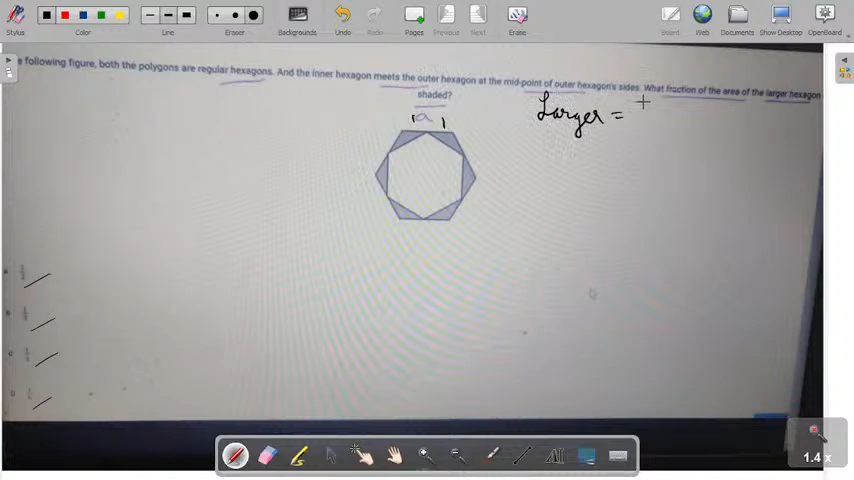 Stylus
Color
Line
Eraser
Backgrounds
Undo
Redo
Pages
Previous
Next
Erase
Board
Web
Documents
Show Desktop
OpenBoard
e following figure, both the polygons are regular hexagons. And the inner hexagon meets the outer hexagon at the mid-point of outer hexagon's sides. What fraction of the area of the larger hexagon
shaded?
a
Larger =
A
B
C
D
1.4 x